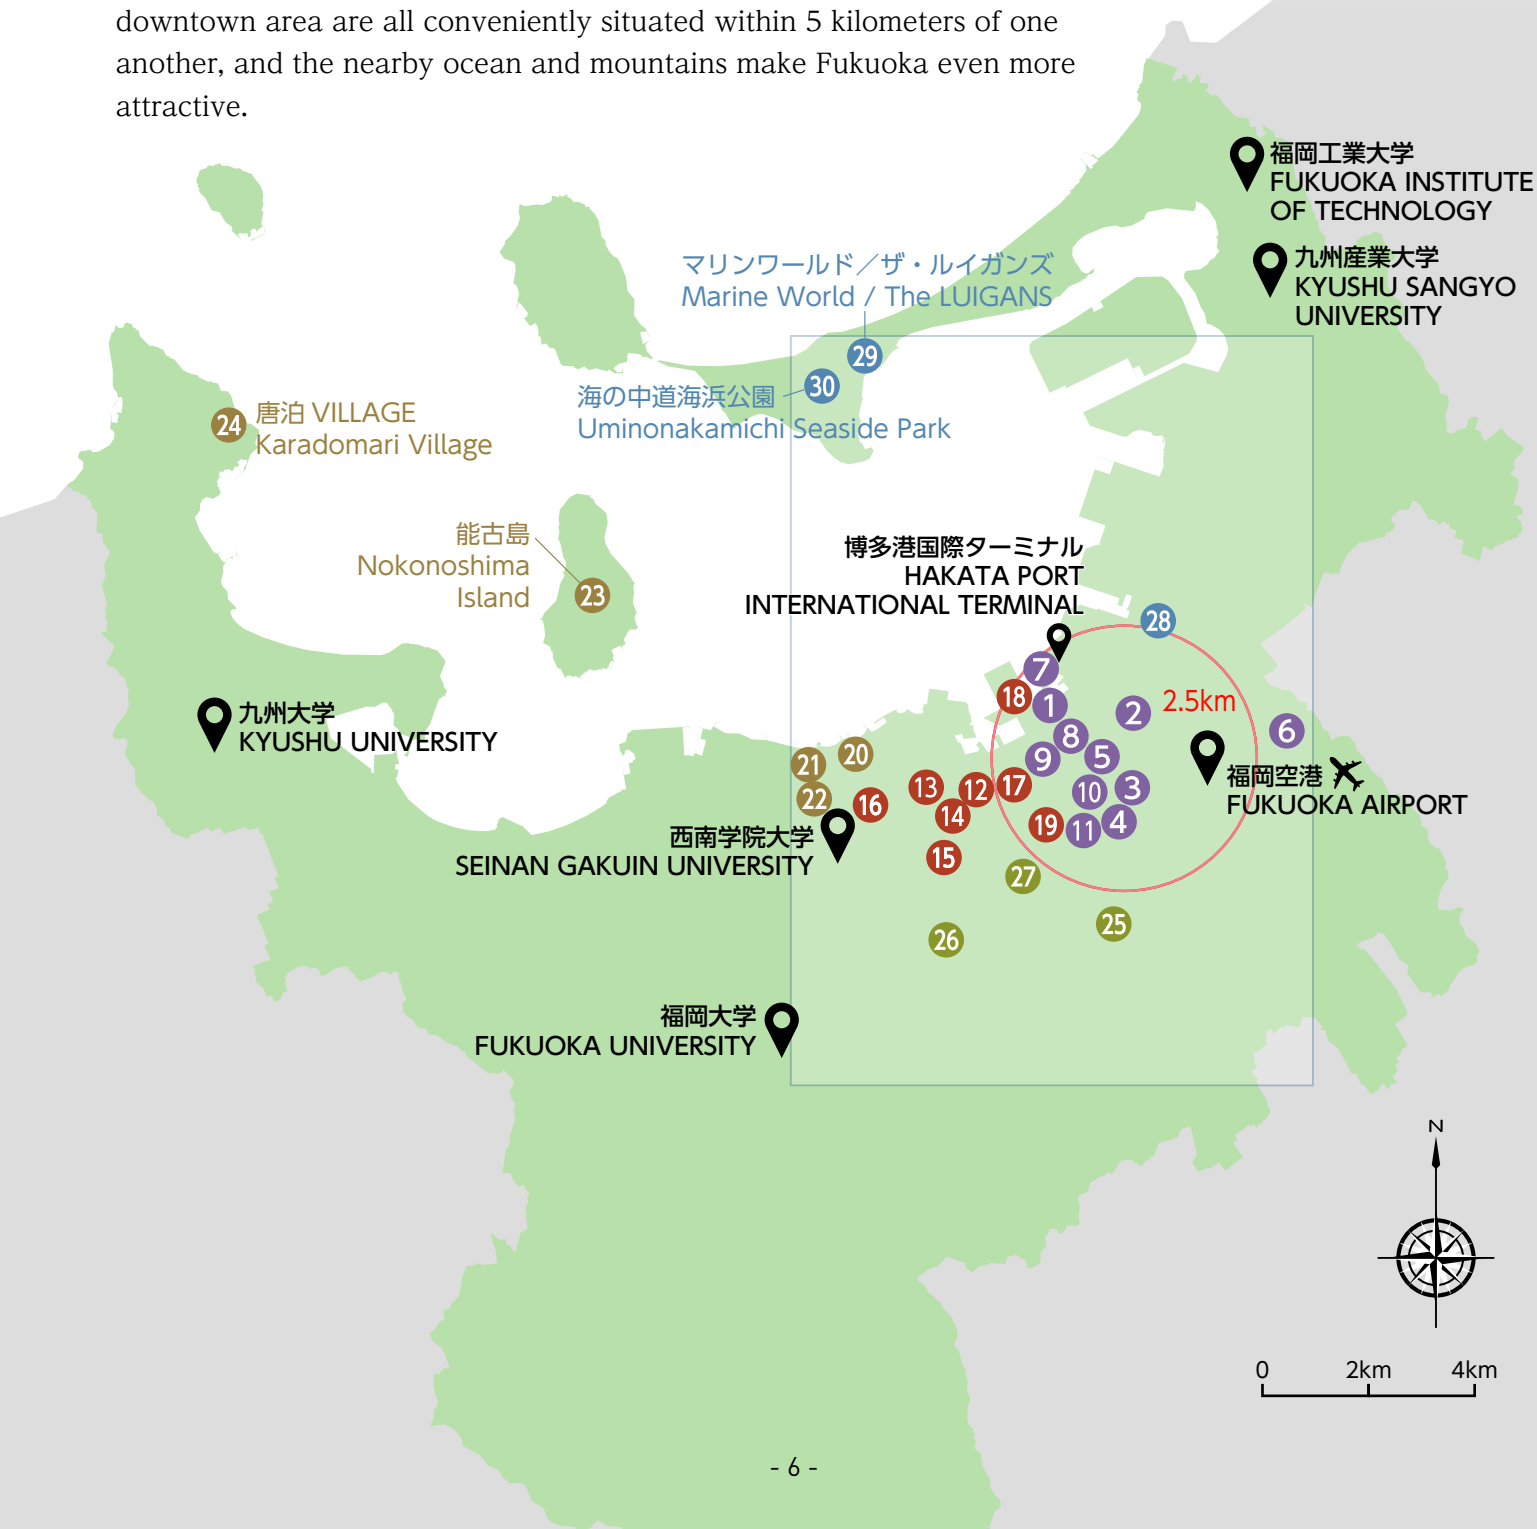 downtown area are all conveniently situated within 5 kilometers of one
another, and the nearby ocean and mountains make Fukuoka even more
attractive.
福岡工業大学
FUKUOKA INSTITUTE
OF TECHNOLOGY
九州産業大学
KYUSHU SANGYO
UNIVERSITY
マリンワールド／ザ・ルイガンズ
Marine World / The LUIGANS
29
30
海の中道海浜公園
Uminonakamichi Seaside Park
24
唐泊 VILLAGE
Karadomari Village
能古島
Nokonoshima
Island
23
博多港国際ターミナル
HAKATA PORT
INTERNATIONAL TERMINAL
28
7
18
1
2
2.5km
6
8
9
5
福岡空港
FUKUOKA AIRPORT
九州大学
KYUSHU UNIVERSITY
21
20
22
16
13
12
17
10
3
14
19
11
4
15
西南学院大学
SEINAN GAKUIN UNIVERSITY
27
26
25
福岡大学
FUKUOKA UNIVERSITY
N
0 2km 4km
- 6 -